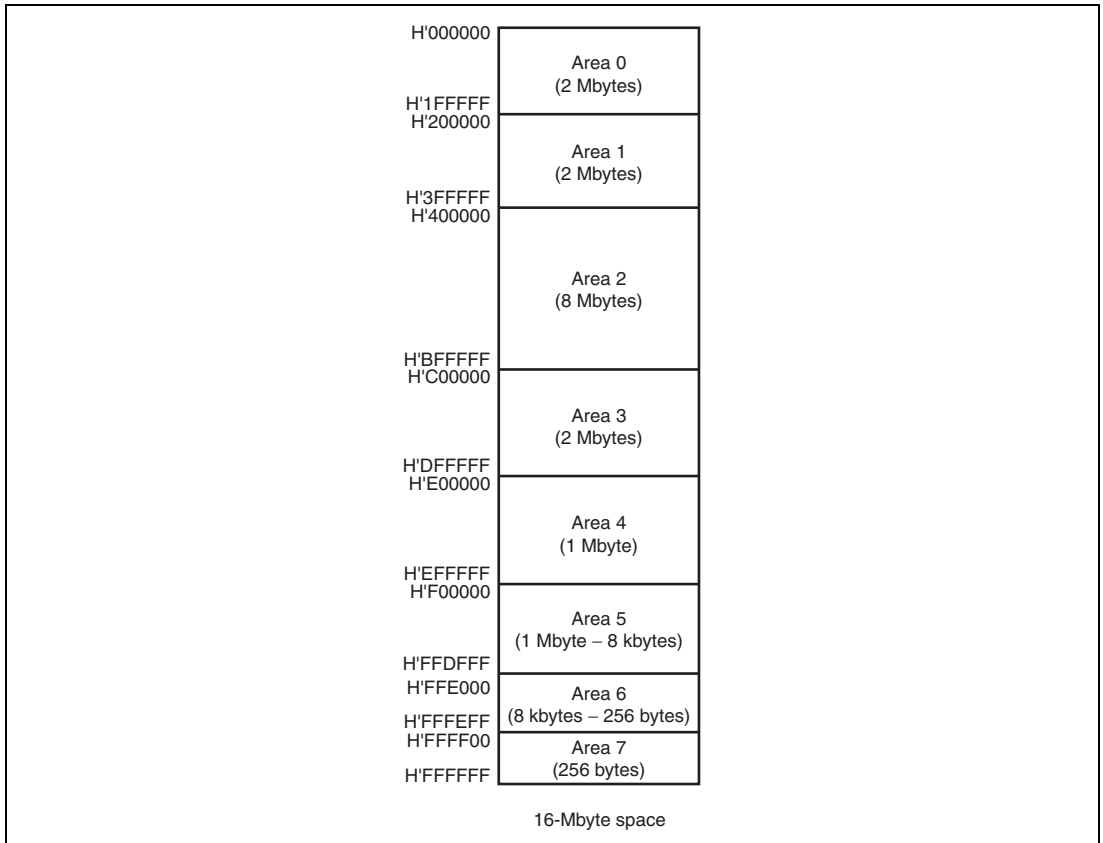 H'000000
Area 0
(2 Mbytes)
H'1FFFFF
H'200000
Area 1
(2 Mbytes)
H'3FFFFF
H'400000
Area 2
(8 Mbytes)
H'BFFFFF
H'C00000
Area 3
(2 Mbytes)
H'DFFFFF
H'E00000
Area 4
(1 Mbyte)
H'EFFFFF
H'F00000
Area 5
(1 Mbyte − 8 kbytes)
H'FFDFFF
H'FFE000
Area 6
(8 kbytes − 256 bytes)
H'FFFEFF
H'FFFF00
Area 7
(256 bytes)
H'FFFFFF
16-Mbyte space